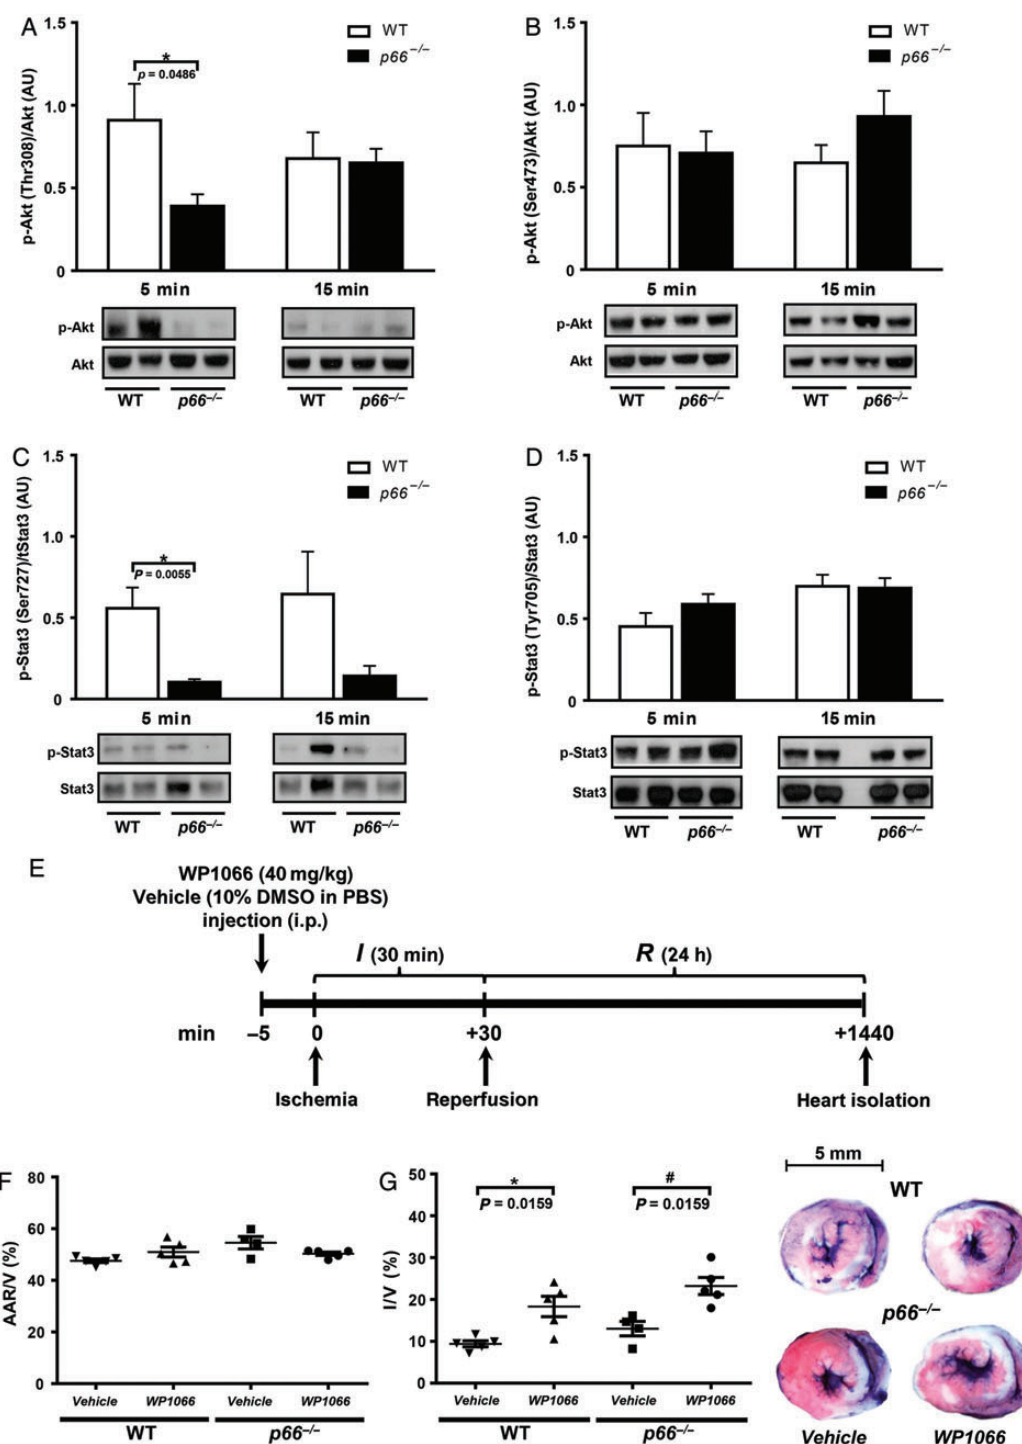 A
1.5
1.0
0.5
0
p-Akt (Thr308)/Akt (AU)
WT
p66⁻/⁻
*
p = 0.0486
5 min
15 min
p-Akt
Akt
WT
p66⁻/⁻
WT
p66⁻/⁻
B
1.5
1.0
0.5
0
p-Akt (Ser473)/Akt (AU)
WT
p66⁻/⁻
5 min
15 min
p-Akt
Akt
WT
p66⁻/⁻
WT
p66⁻/⁻
C
1.5
1.0
0.5
0
p-Stat3 (Ser727)/tStat3 (AU)
WT
p66⁻/⁻
*
P = 0.0055
5 min
15 min
p-Stat3
Stat3
WT
p66⁻/⁻
WT
p66⁻/⁻
D
1.5
1.0
0.5
0
p-Stat3 (Tyr705)/Stat3 (AU)
WT
p66⁻/⁻
5 min
15 min
p-Stat3
Stat3
WT
p66⁻/⁻
WT
p66⁻/⁻
E
WP1066 (40 mg/kg)
Vehicle (10% DMSO in PBS)
injection (i.p.)
I (30 min)
R (24 h)
min –5 0 +30 +1440
Ischemia
Reperfusion
Heart isolation
F
80
60
40
20
0
AAR/V (%)
Vehicle WP1066 Vehicle WP1066
WT p66⁻/⁻
G
50
40
30
20
10
0
I/V (%)
*
P = 0.0159
#
P = 0.0159
Vehicle WP1066 Vehicle WP1066
WT p66⁻/⁻
5 mm
WT
p66⁻/⁻
Vehicle WP1066